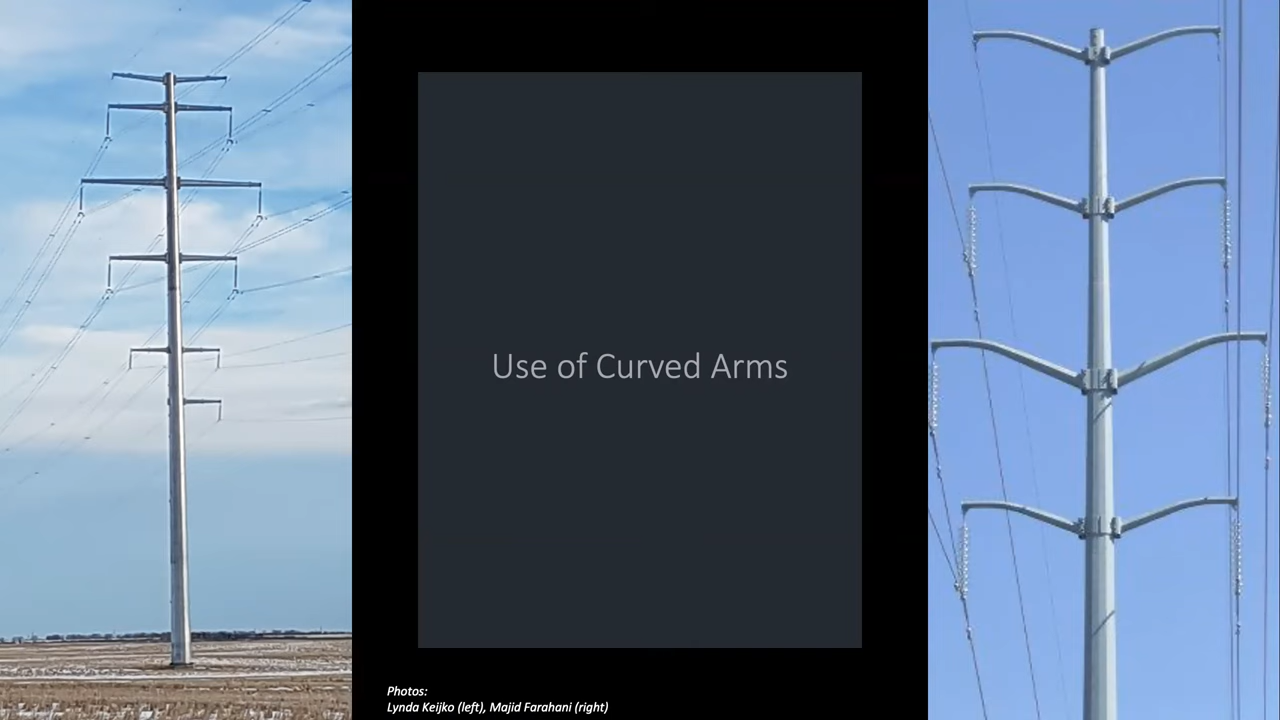 Use of Curved Arms
Photos:
Lynda Keijko (left), Majid Farahani (right)